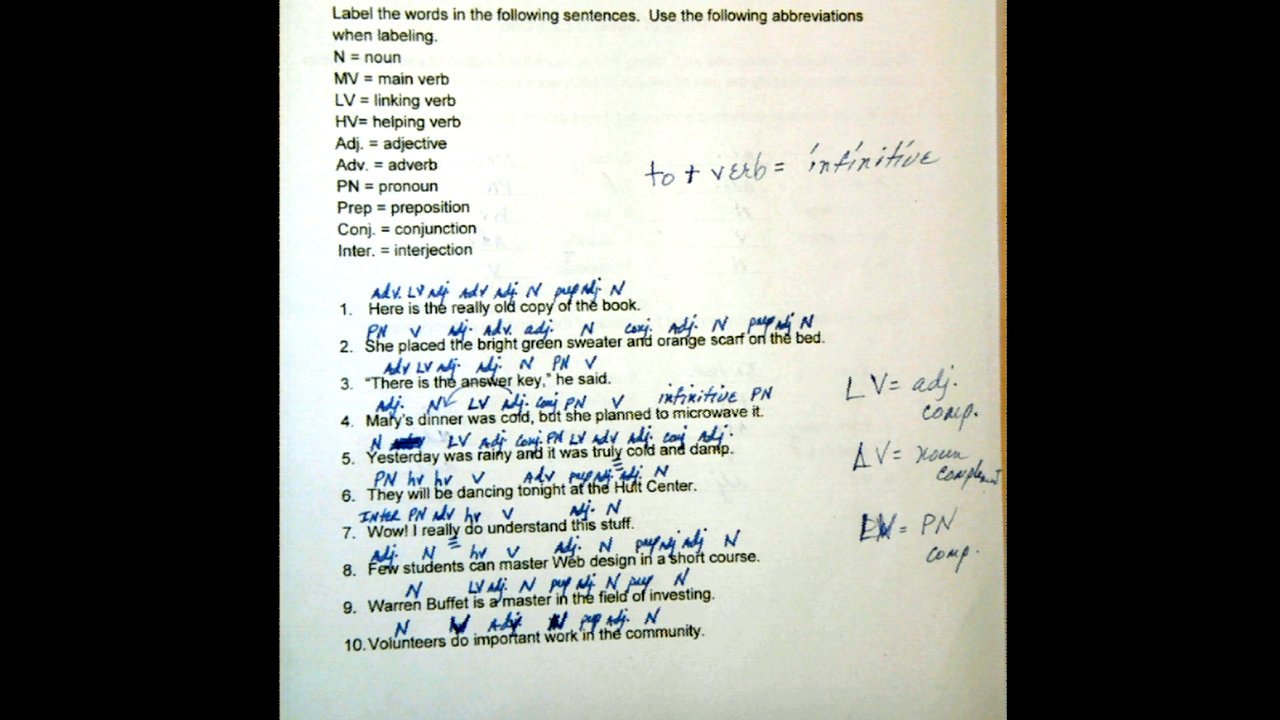 Label the words in the following sentences. Use the following abbreviations
when labeling.
N = noun
MV = main verb
LV = linking verb
HV= helping verb
Adj. = adjective
Adv. = adverb
to + verb = infinitive
PN = pronoun
Prep = preposition
Conj. = conjunction
Inter. = interjection
Adv. LV adj. Adv Adj. N prep Adj. N
1. Here is the really old copy of the book.
PN V Adj. Adv. adj. N conj. Adj. N prep Adj N
2. She placed the bright green sweater and orange scarf on the bed.
Adv LV Adj. Adj. N PN V
3. “There is the answer key,” he said.
LV= adj.
comp.
Adj. N LV Adj. Conj PN V infinitive PN
4. Mary's dinner was cold, but she planned to microwave it.
N LV Adj Conj. PN LV Adv Adj. conj Adj.
5. Yesterday was rainy and it was truly cold and damp.
LV= noun
complement
PN hv hv V Adv prep Adj. Adj. N
6. They will be dancing tonight at the Hult Center.
INTER PN Adv hv V Adj. N
7. Wow! I really do understand this stuff.
LV = PN
comp.
Adj. N hv V Adj. N prep Adj Adj N
8. Few students can master Web design in a short course.
N LV Adj. N prep Adj. N prep N
9. Warren Buffet is a master in the field of investing.
N V Adj N prep Adj. N
10. Volunteers do important work in the community.